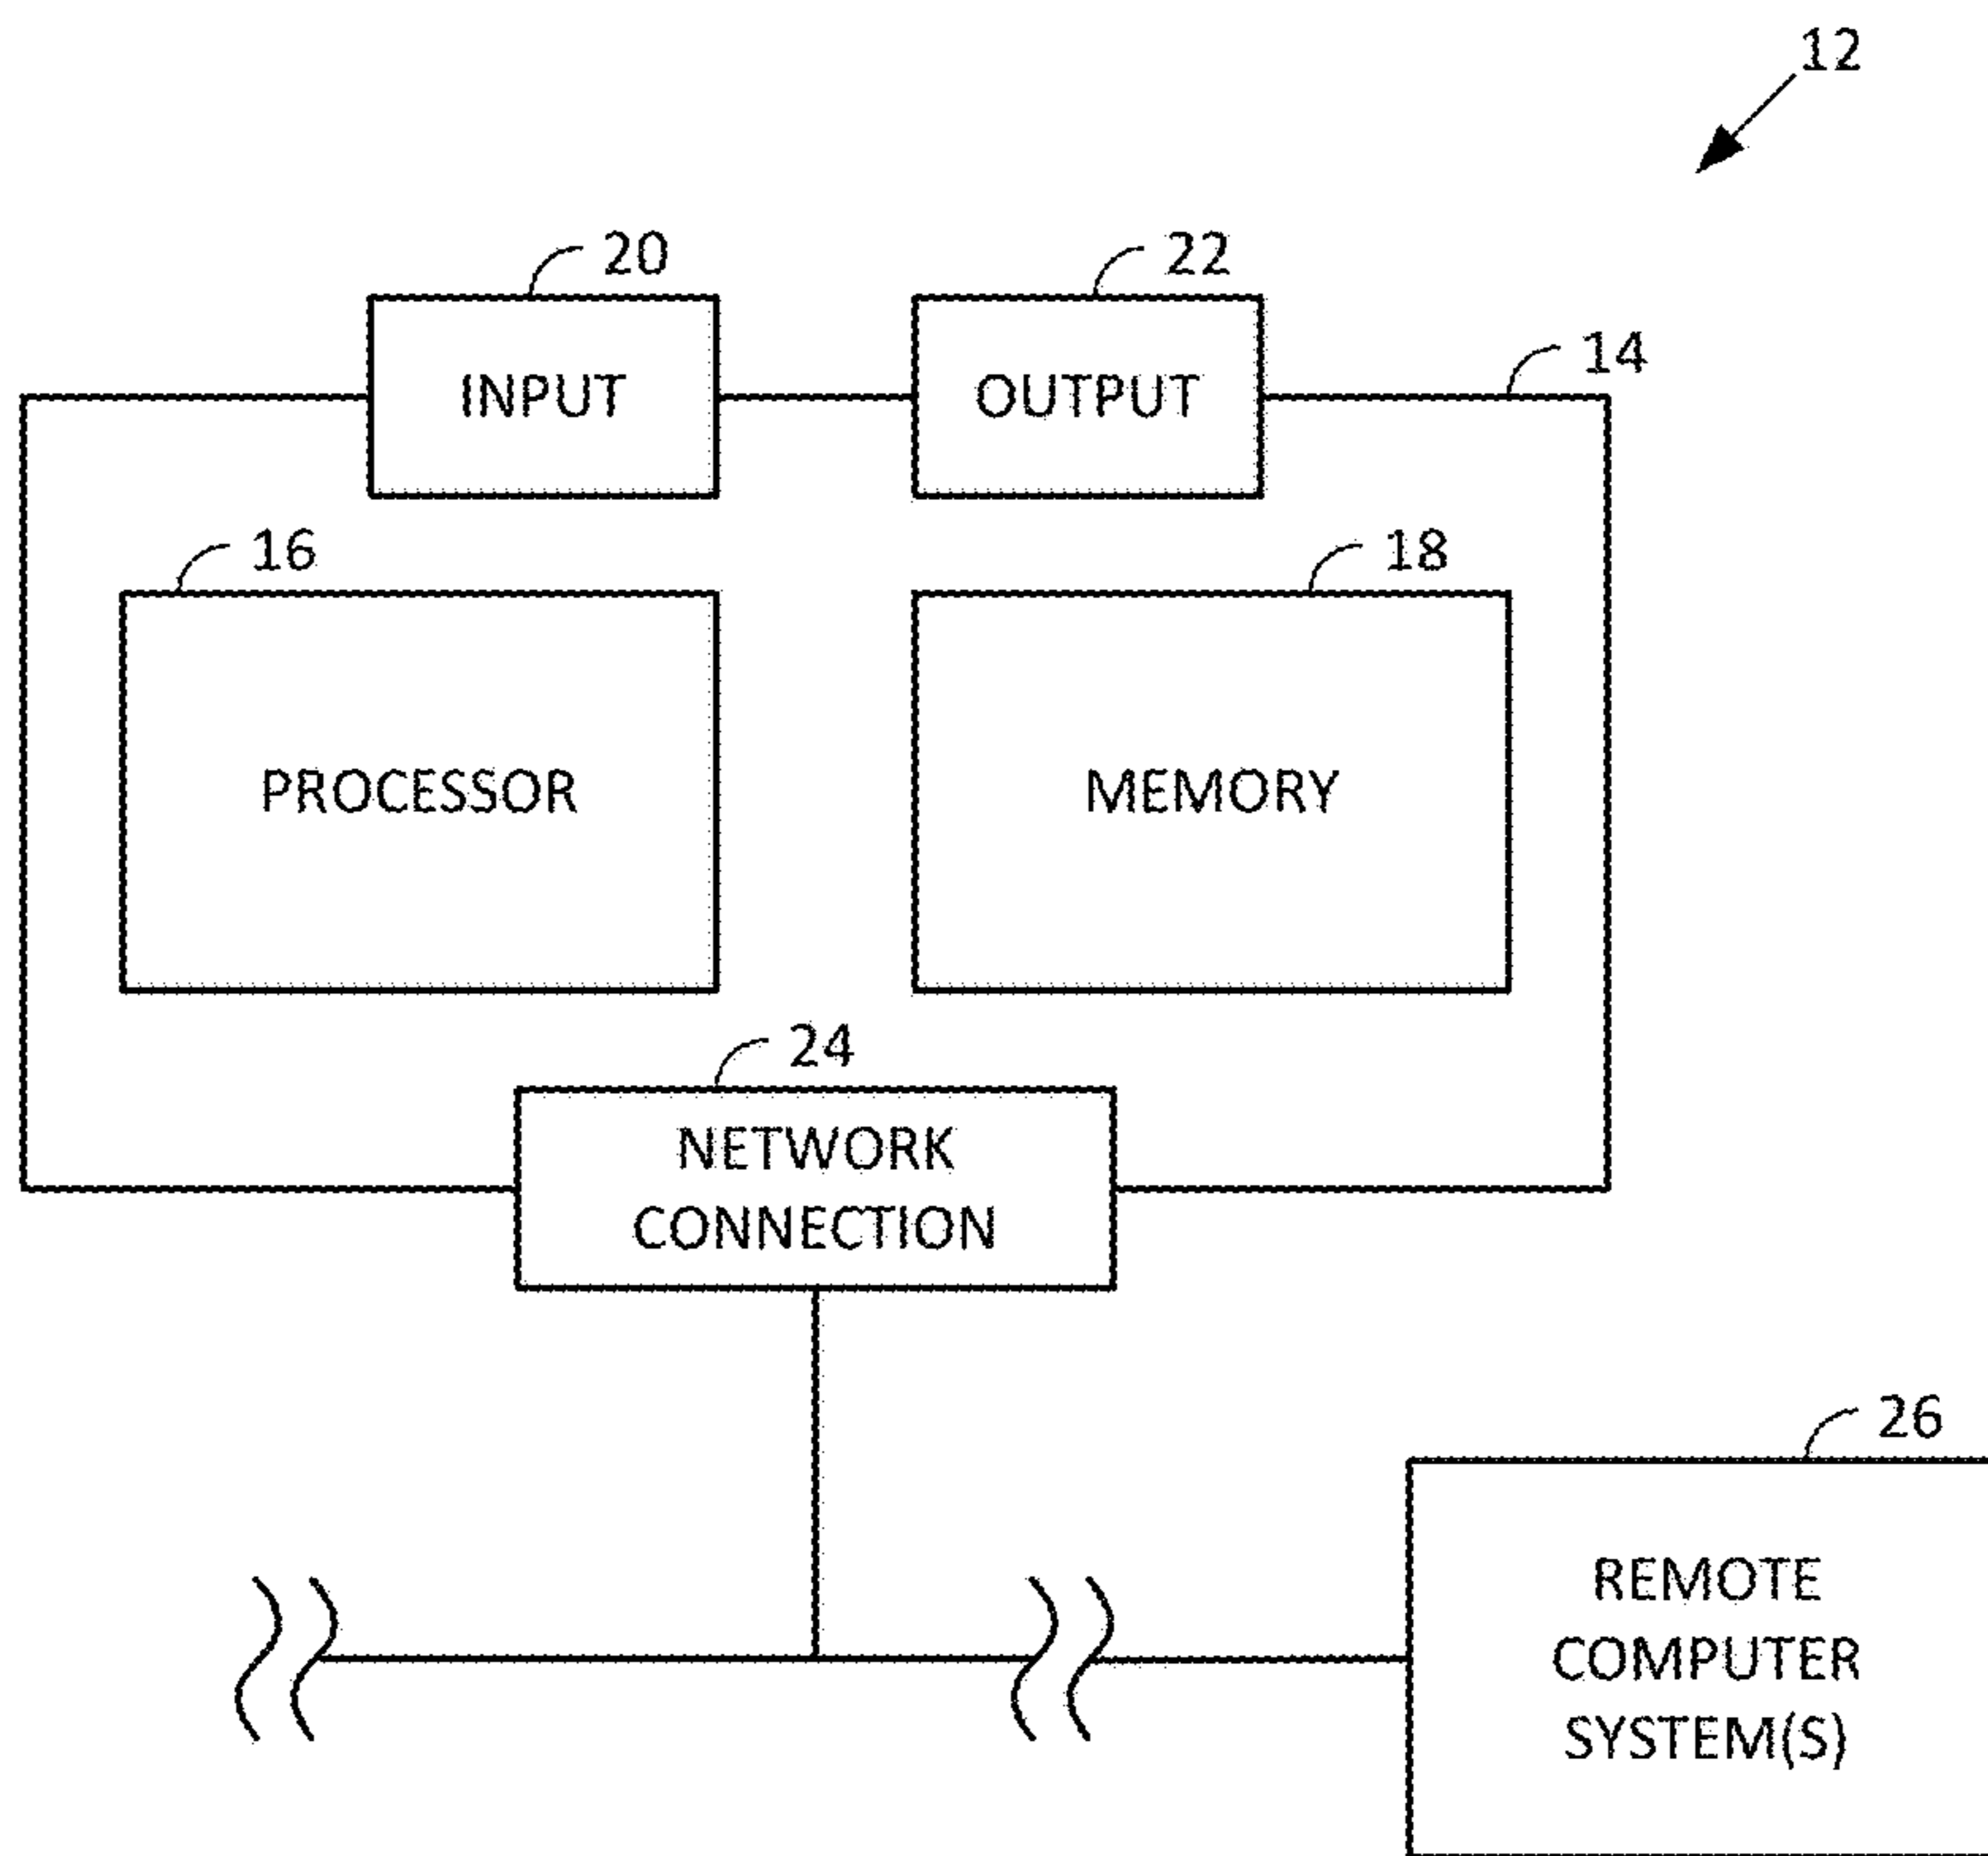 12
20
22
14
INPUT
OUTPUT
16
18
PROCESSOR
MEMORY
24
NETWORK
CONNECTION
26
REMOTE
COMPUTER
SYSTEM(S)